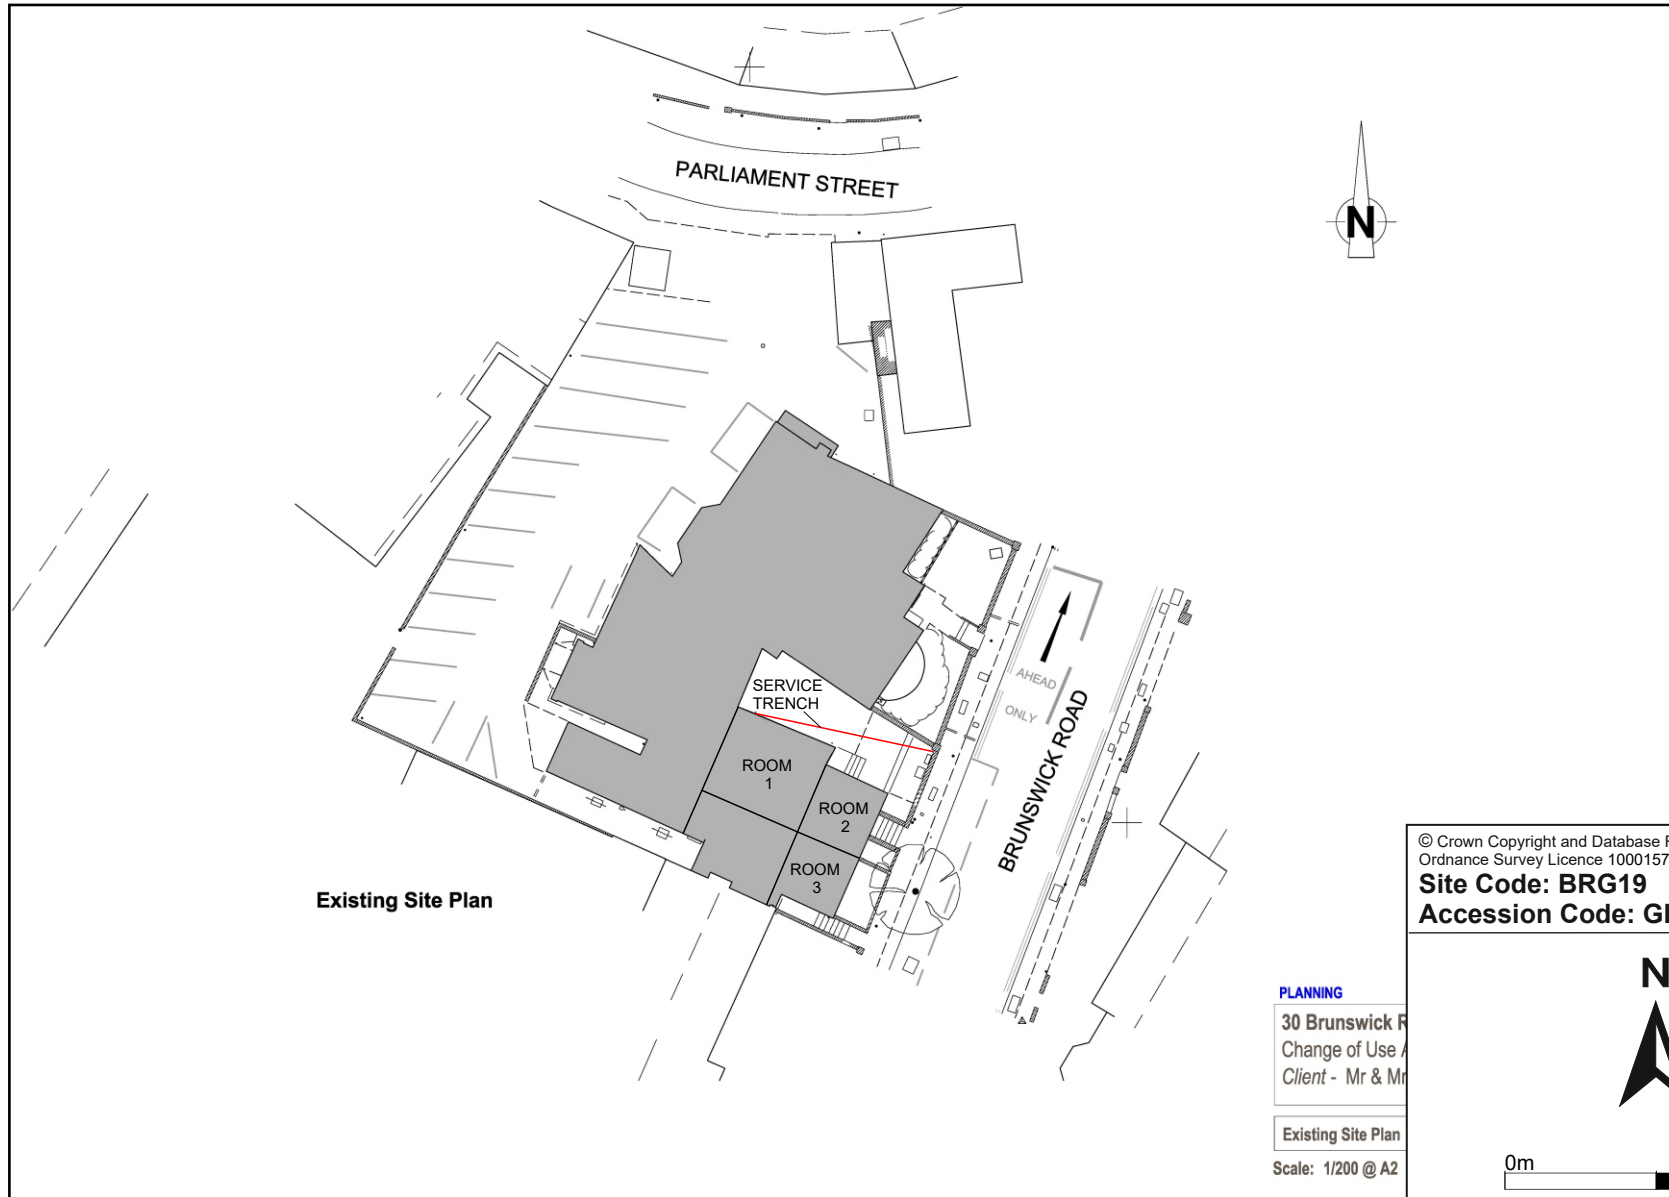 PARLIAMENT STREET
N
SERVICE
TRENCH
AHEAD
ONLY
BRUNSWICK ROAD
ROOM
1
ROOM
2
ROOM
3
Existing Site Plan
© Crown Copyright and Database
Ordnance Survey Licence 1000157
Site Code: BRG19
Accession Code:
N
PLANNING
30 Brunswick
Change of Use
Client - Mr &
Existing Site Plan
Scale: 1/200 @ A2
0m